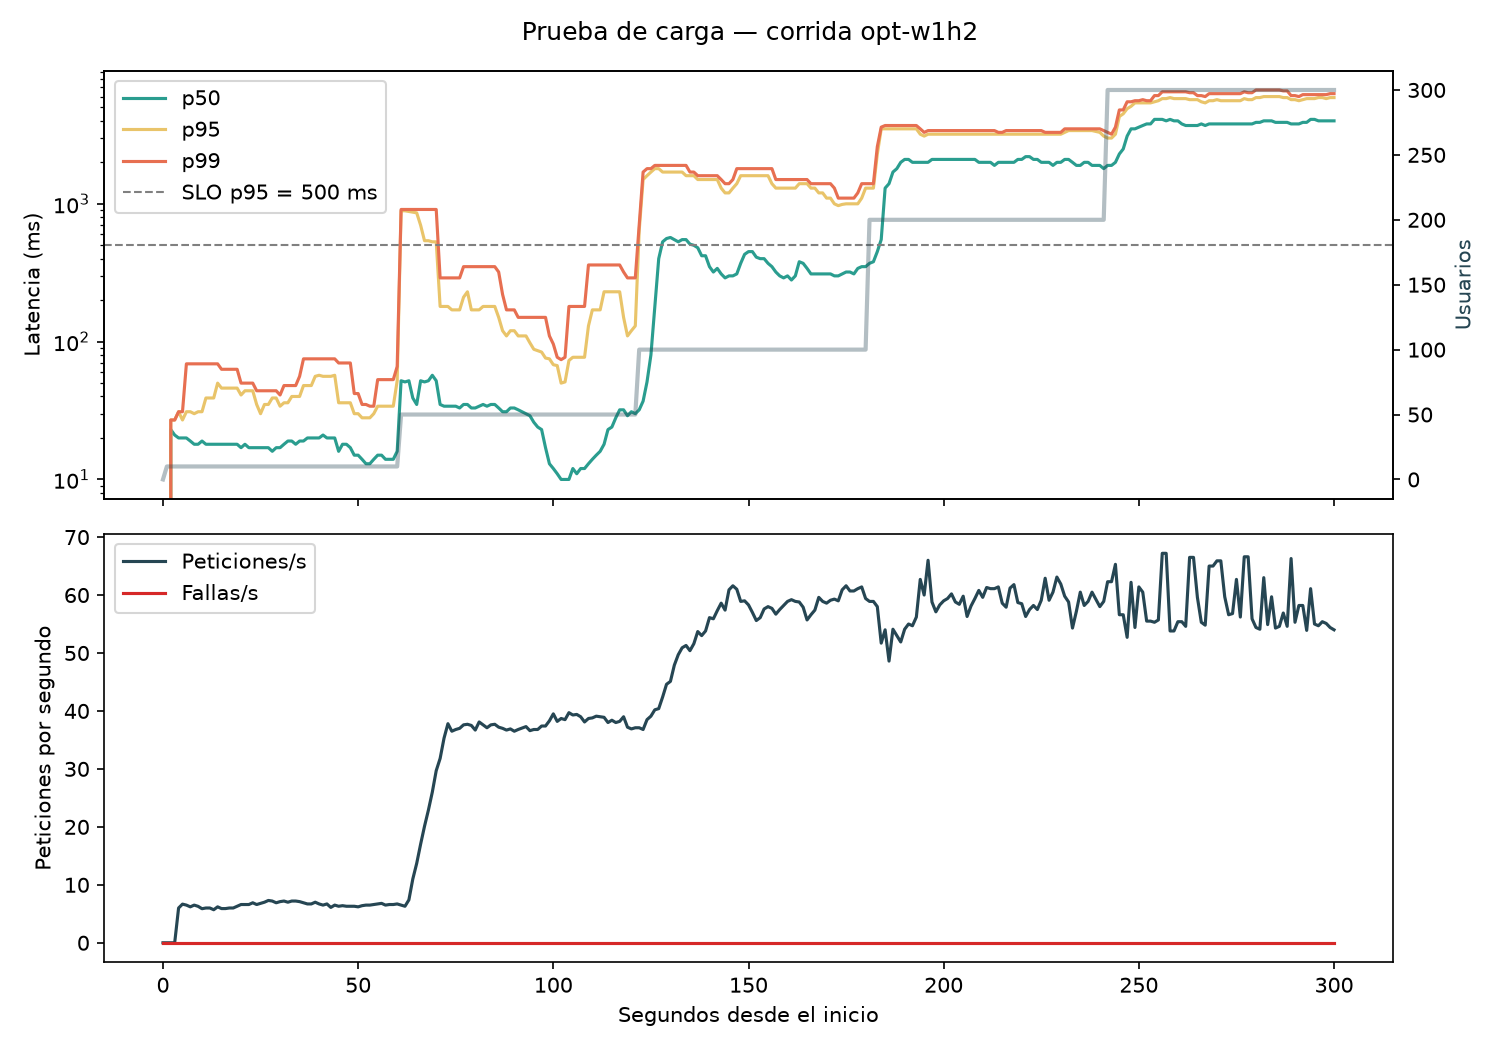 Prueba de carga — corrida opt-w1h2
p50
p95
p99
SLO p95 = 500 ms
10³
10²
10¹
Latencia (ms)
300
250
200
150
100
50
0
Usuarios
Peticiones/s
Fallas/s
70
60
50
40
30
20
10
0
Peticiones por segundo
0 50 100 150 200 250 300
Segundos desde el inicio